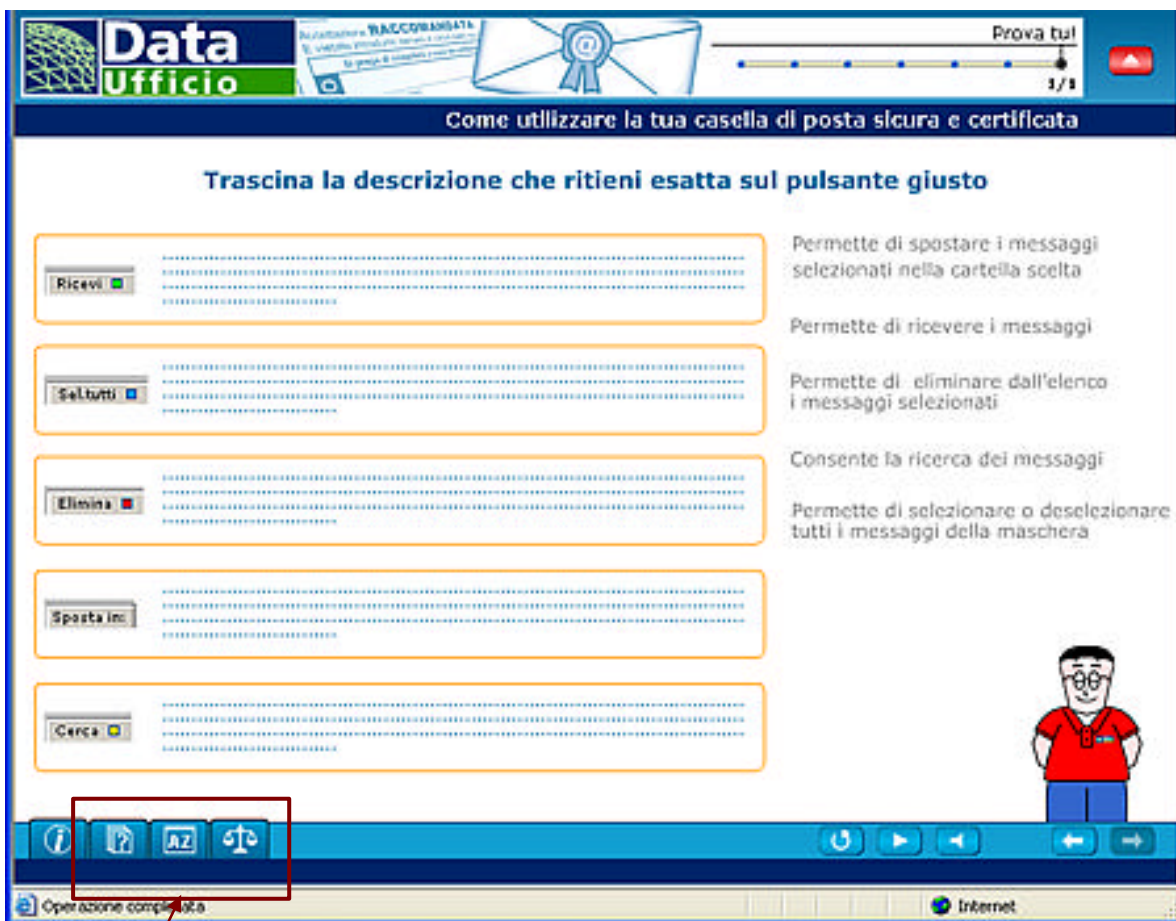 Data
Ufficio
RACCOMANDATA
Prova tu!
1/1
Come utilizzare la tua casella di posta sicura e certificata
Trascina la descrizione che ritieni esatta sul pulsante giusto
Ricevi
Sel.tutti
Elimina
Sposta in:
Cerca
Permette di spostare i messaggi
selezionati nella cartella scelta
Permette di ricevere i messaggi
Permette di eliminare dall'elenco
i messaggi selezionati
Consente la ricerca dei messaggi
Permette di selezionare o deselezionare
tutti i messaggi della maschera
i
?
AZ
Operazione completata
Internet